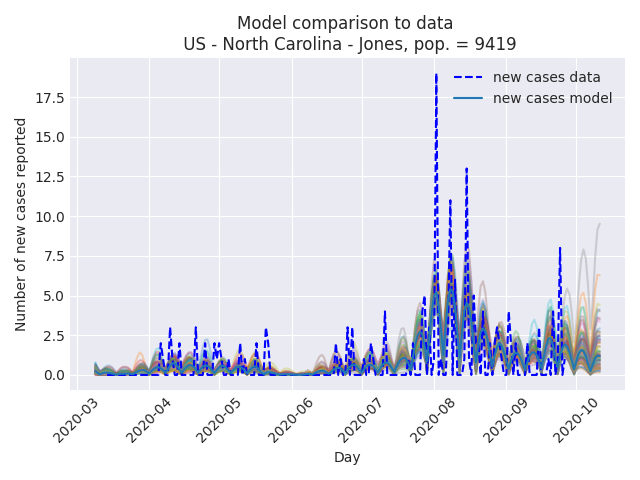 Model comparison to data
US - North Carolina - Jones, pop. = 9419
new cases data
new cases model
Number of new cases reported
17.5
15.0
12.5
10.0
7.5
5.0
2.5
0.0
2020-03
2020-04
2020-05
2020-06
2020-07
2020-08
2020-09
2020-10
Day